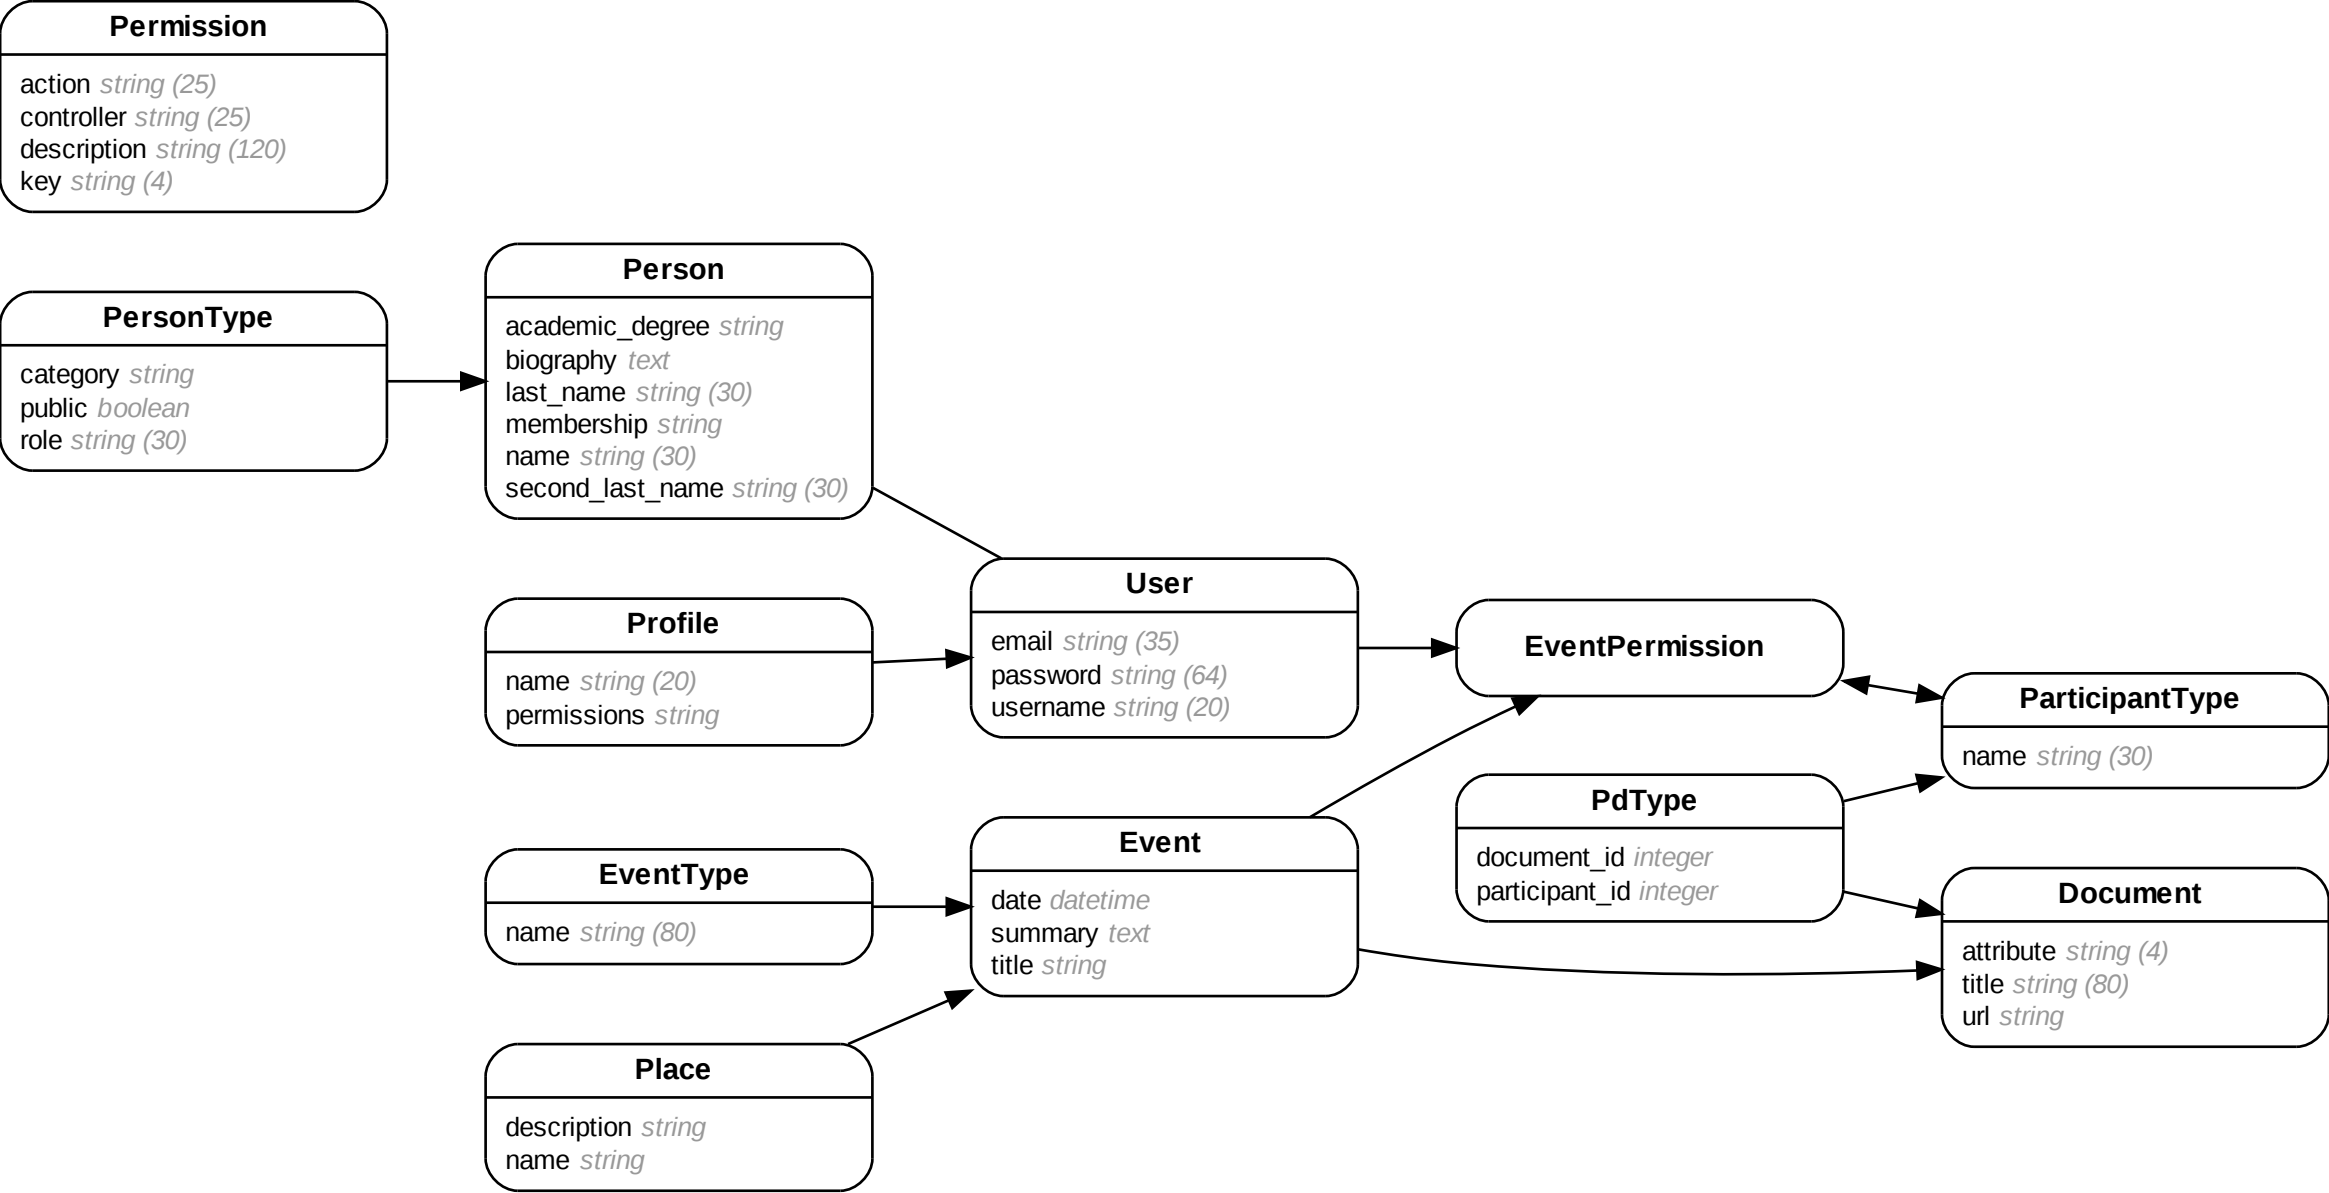 Permission
action string (25)
controller string (25)
description string (120)
key string (4)
PersonType
category string
public boolean
role string (30)
Person
academic_degree string
biography text
last_name string (30)
membership string
name string (30)
second_last_name string (30)
Profile
name string (20)
permissions string
User
email string (35)
password string (64)
username string (20)
EventPermission
ParticipantType
name string (30)
PdType
document_id integer
participant_id integer
EventType
name string (80)
Event
date datetime
summary text
title string
Document
attribute string (4)
title string (80)
url string
Place
description string
name string